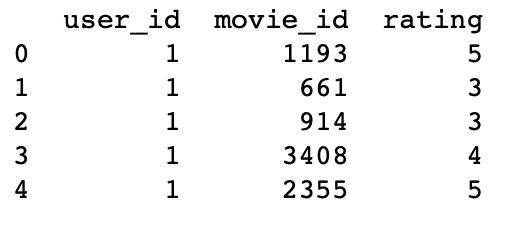 user_id movie_id rating
0 1 1193 5
1 1 661 3
2 1 914 3
3 1 3408 4
4 1 2355 5